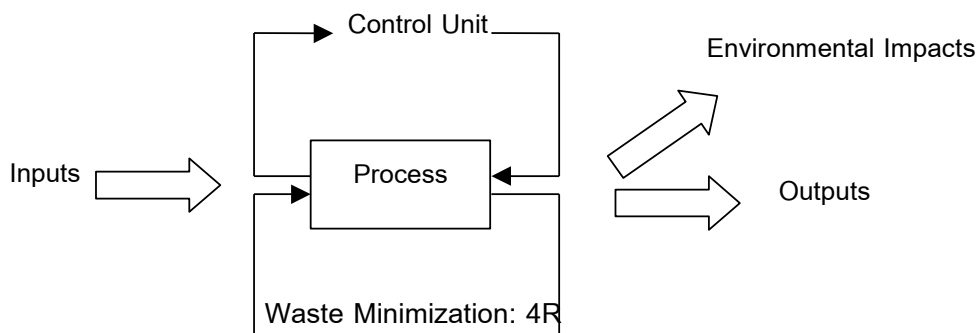 Control Unit
Environmental Impacts
Inputs
Process
Outputs
Waste Minimization: 4R